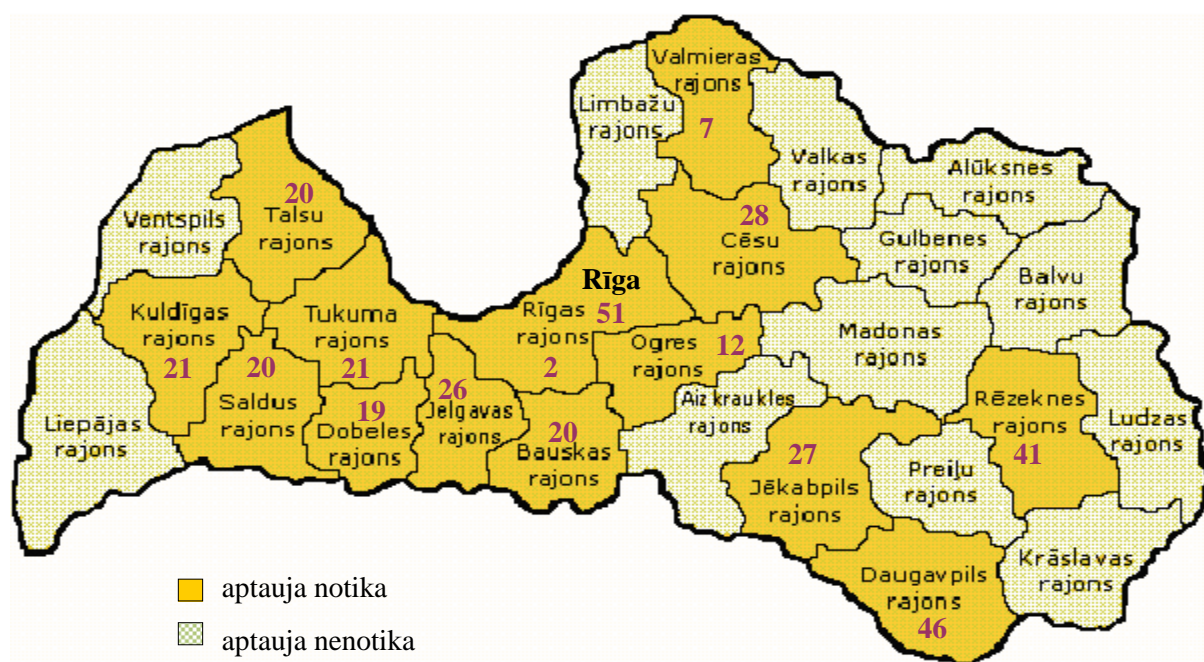 Valmieras
rajons
7
Limbažu
rajons
Valkas
rajons
Alūksnes
rajons
20
Talsu
rajons
Ventspils
rajons
28
Cēsu
rajons
Gulbenes
rajons
Balvu
rajons
Rīga
51
Rīgas
rajons
2
Kuldīgas
rajons
21
Tukuma
rajons
21
Ogres
rajons
12
Madonas
rajons
20
Saldus
rajons
19
Dobeles
rajons
26
Jelgavas
rajons
20
Bauskas
rajons
Aizkraukles
rajons
Liepājas
rajons
Rēzeknes
rajons
41
Ludzas
rajons
27
Jēkabpils
rajons
Preiļu
rajons
Krāslavas
rajons
Daugavpils
rajons
46
aptauja notika
aptauja nenotika